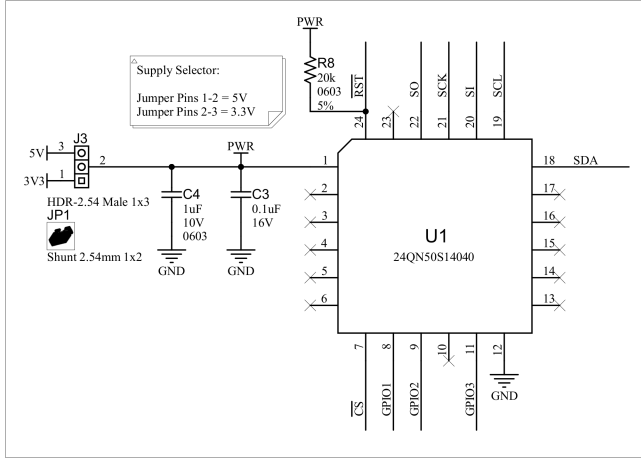 PWR
R8
20k
0603
5%
Supply Selector:
Jumper Pins 1-2 = 5V
Jumper Pins 2-3 = 3.3V
RST
SO
SCK
SI
SCL
24
23
22
21
20
19
J3
5V
3
2
3V3
1
HDR-2.54 Male 1x3
JP1
Shunt 2.54mm 1x2
PWR
C4
1uF
10V
0603
GND
C3
0.1uF
16V
GND
1
2
3
4
5
6
U1
24QN50S14040
18 SDA
17
16
15
14
13
7
8
9
10
11
12
CS
GPIO1
GPIO2
GPIO3
GND